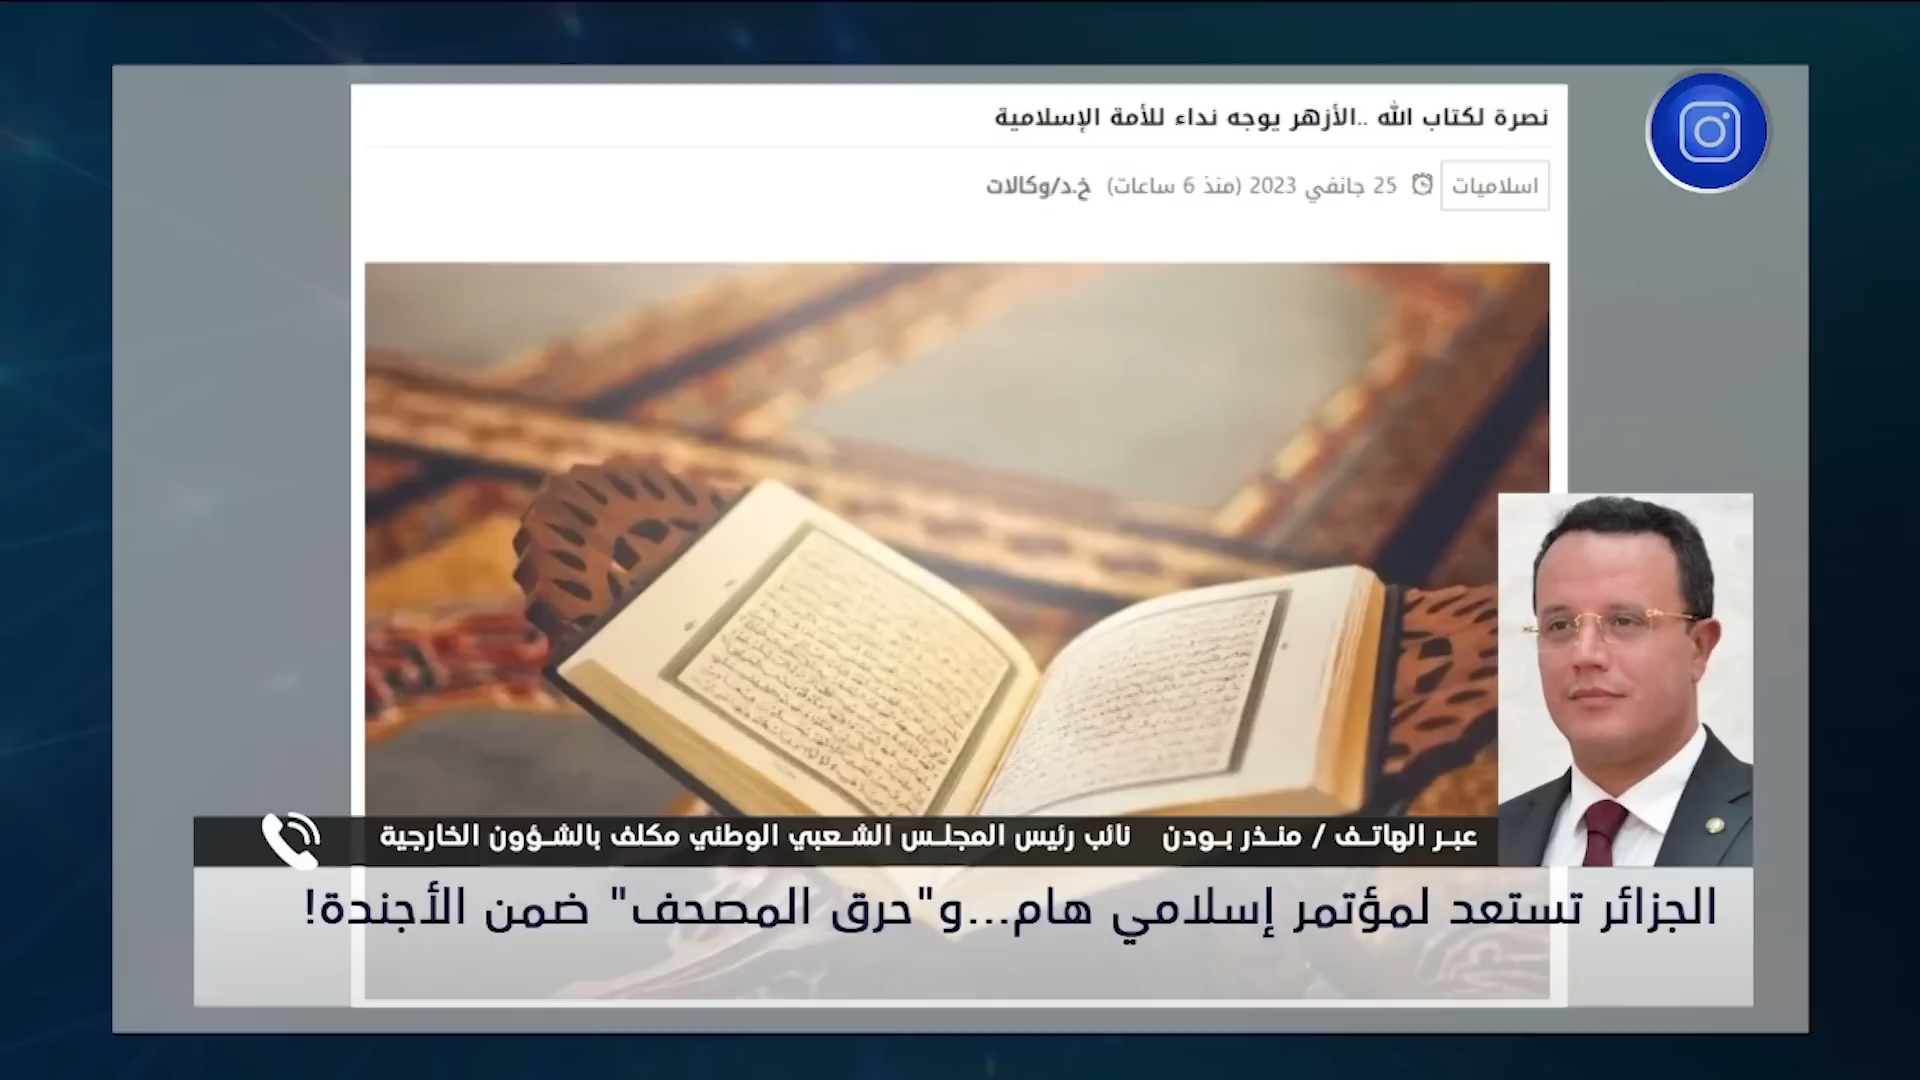 نصرة لكتاب الله ..الأزهر يوجه نداء للأمة الإسلامية
اسلاميات 25 جانفي 2023 (منذ 6 ساعات) خ.د/وكالات
عبر الهاتف / منذر بودن نائب رئيس المجلس الشعبي الوطني مكلف بالشؤون الخارجية
الجزائر تستعد لمؤتمر إسلامي هام...و"حرق المصحف" ضمن الأجندة!